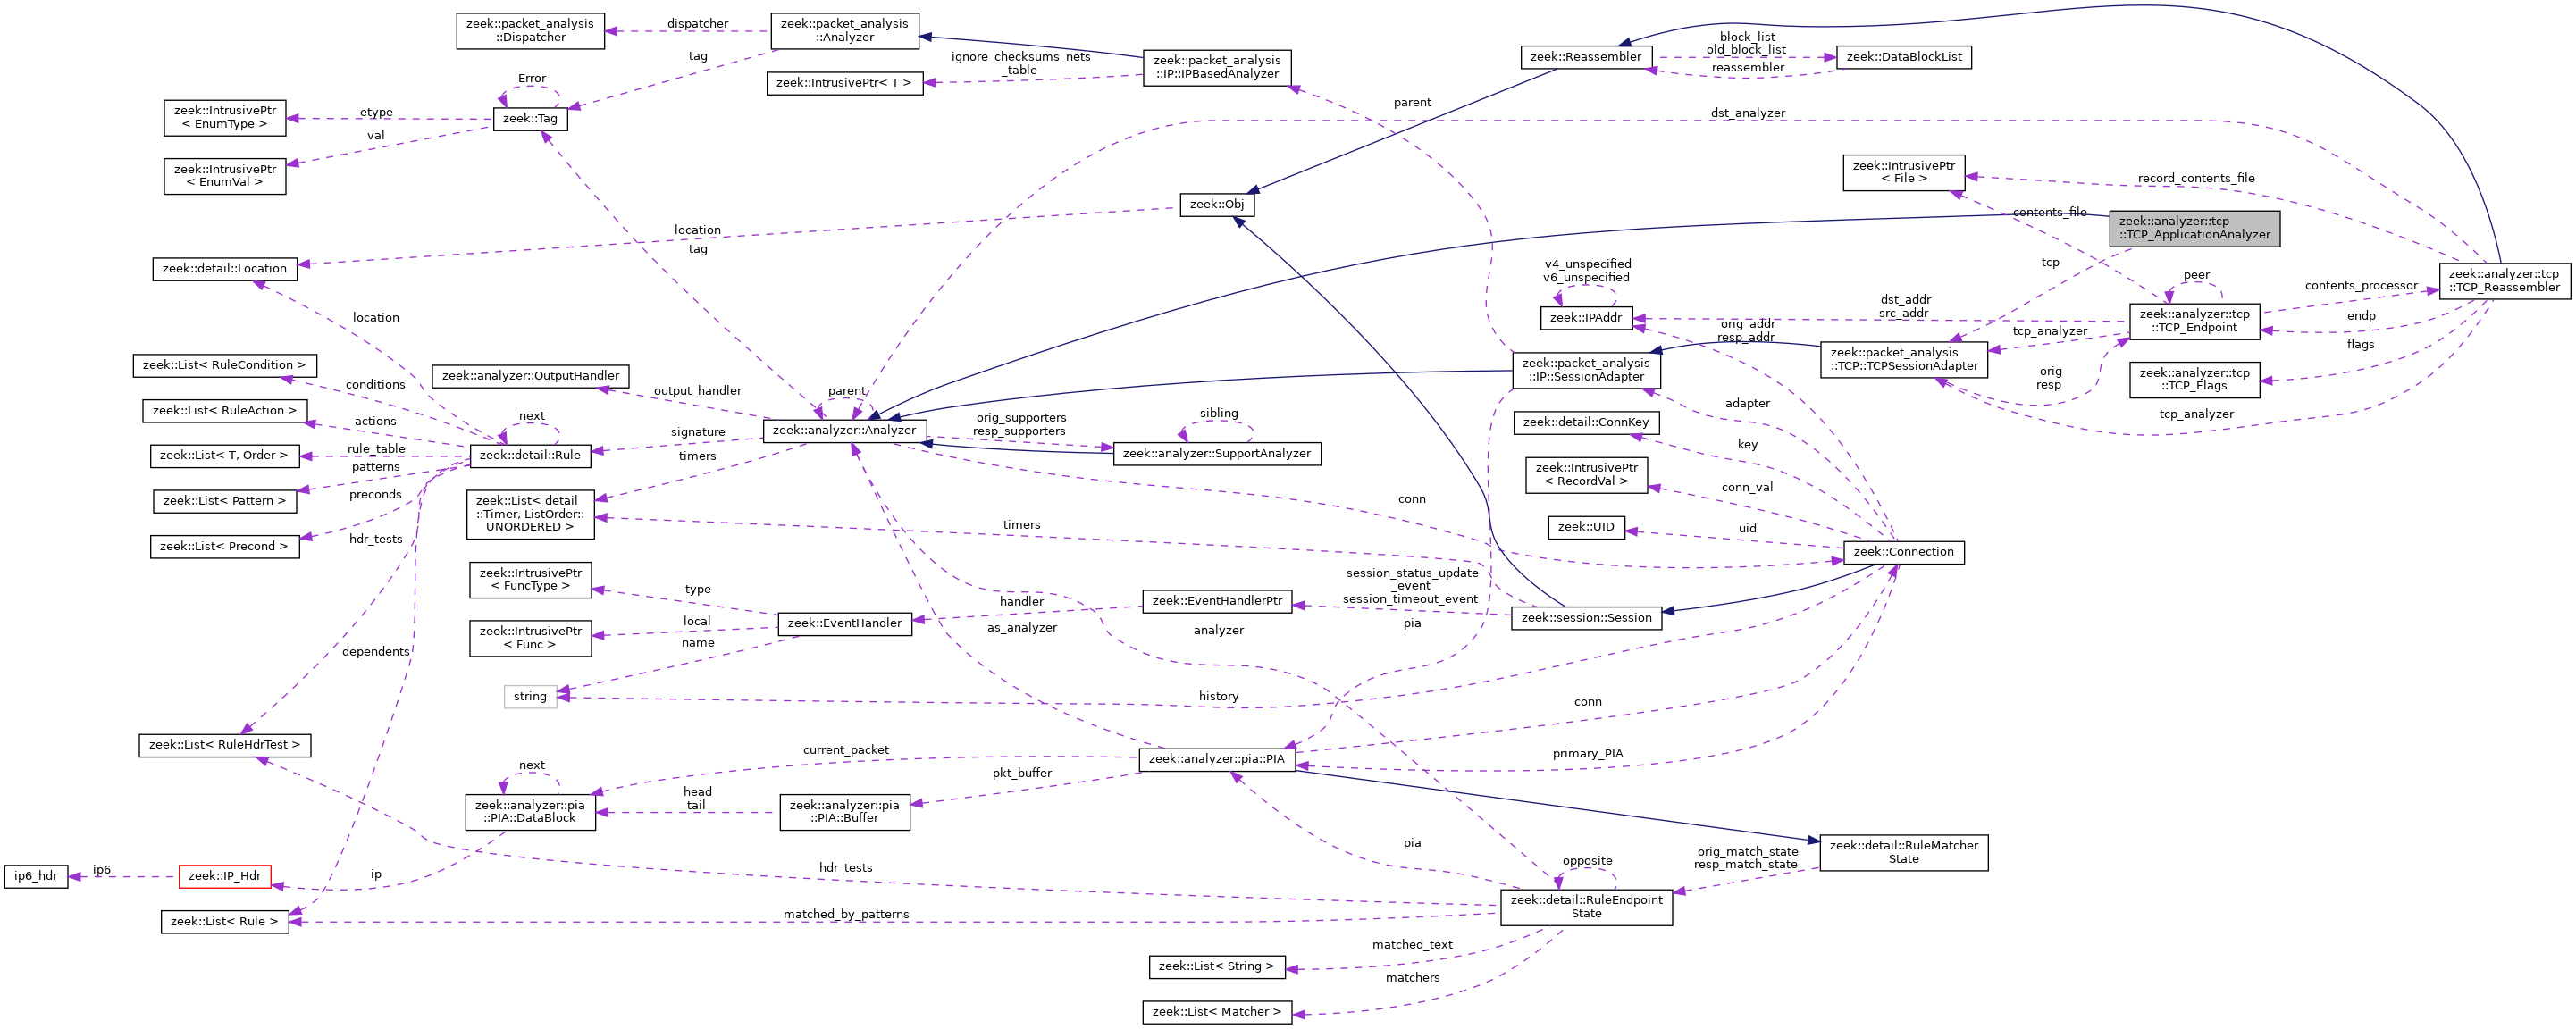 zeek::packet_analysis
::Dispatcher
dispatcher
zeek::packet_analysis
::Analyzer
tag
ignore_checksums_nets
_table
zeek::packet_analysis
::IP::IPBasedAnalyzer
zeek::IntrusivePtr< T >
zeek::Reassembler
block_list
old_block_list
reassembler
zeek::DataBlockList
Error
zeek::Tag
etype
val
zeek::IntrusivePtr
< EnumType >
zeek::IntrusivePtr
< EnumVal >
parent
dst_analyzer
zeek::IntrusivePtr
< File >
record_contents_file
contents_file
zeek::analyzer::tcp
::TCP_ApplicationAnalyzer
zeek::Obj
location
tag
zeek::detail::Location
location
v4_unspecified
v6_unspecified
zeek::IPAddr
tcp
peer
contents_processor
zeek::analyzer::tcp
::TCP_Reassembler
dst_addr
src_addr
zeek::analyzer::tcp
::TCP_Endpoint
endp
orig_addr
resp_addr
tcp_analyzer
flags
zeek::packet_analysis
::TCP::TCPSessionAdapter
orig
resp
zeek::analyzer::tcp
::TCP_Flags
tcp_analyzer
zeek::packet_analysis
::IP::SessionAdapter
adapter
zeek::List< RuleCondition >
conditions
zeek::analyzer::OutputHandler
output_handler
parent
zeek::List< RuleAction >
actions
next
signature
zeek::analyzer::Analyzer
orig_supporters
resp_supporters
sibling
zeek::analyzer::SupportAnalyzer
zeek::detail::ConnKey
key
zeek::List< T, Order >
rule_table
zeek::detail::Rule
timers
patterns
zeek::List< Pattern >
preconds
zeek::List< Precond >
hdr_tests
zeek::List< detail
::Timer, ListOrder::
UNORDERED >
timers
conn
zeek::IntrusivePtr
< RecordVal >
conn_val
zeek::UID
uid
zeek::Connection
zeek::IntrusivePtr
< FuncType >
type
zeek::IntrusivePtr
< Func >
local
name
zeek::EventHandler
handler
as_analyzer
zeek::EventHandlerPtr
session_status_update
_event
session_timeout_event
pia
analyzer
zeek::session::Session
dependents
string
history
conn
zeek::List< RuleHdrTest >
current_packet
zeek::analyzer::pia::PIA
primary_PIA
next
pkt_buffer
zeek::analyzer::pia
::PIA::DataBlock
head
tail
zeek::analyzer::pia
::PIA::Buffer
pia
zeek::detail::RuleMatcher
State
orig_match_state
resp_match_state
opposite
ip6_hdr
ip6
zeek::IP_Hdr
ip
hdr_tests
zeek::detail::RuleEndpoint
State
zeek::List< Rule >
matched_by_patterns
matched_text
zeek::List< String >
matchers
zeek::List< Matcher >